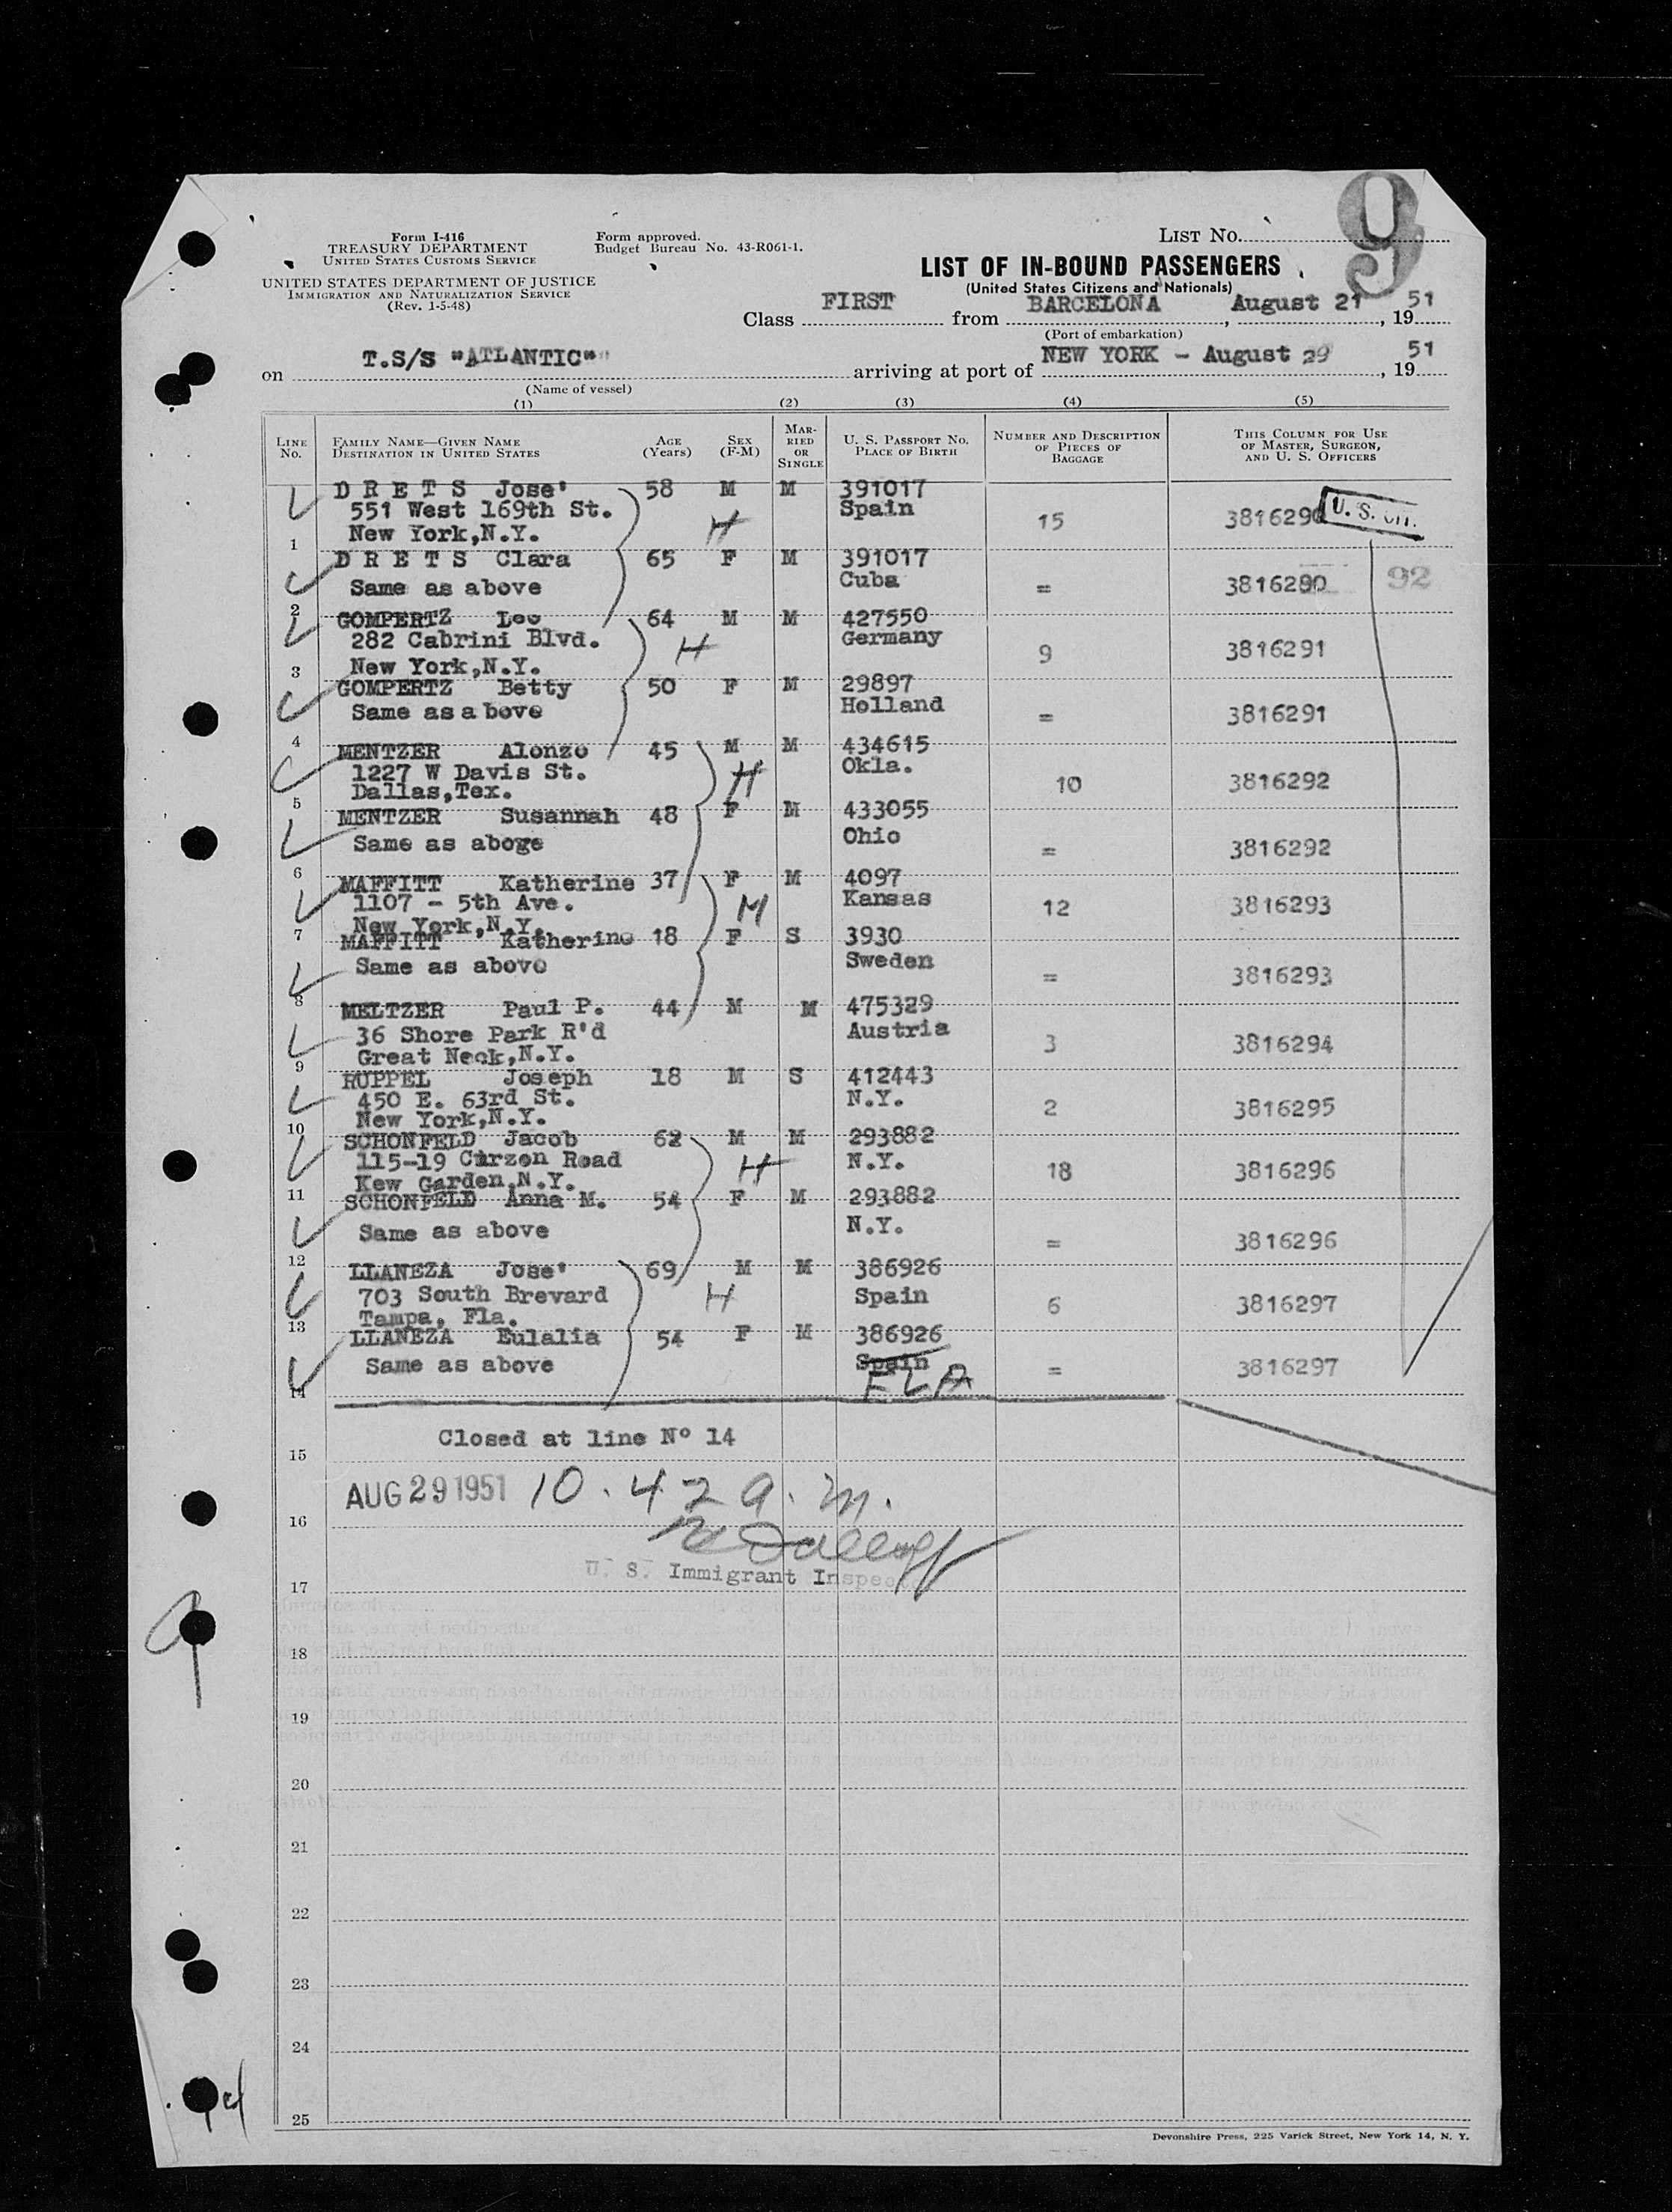 9
Form I-416
TREASURY DEPARTMENT
UNITED STATES CUSTOMS SERVICE
UNITED STATES DEPARTMENT OF JUSTICE
IMMIGRATION AND NATURALIZATION SERVICE
(Rev. 1-5-48)
Form approved.
Budget Bureau No. 43-R061-1.
LIST NO.
LIST OF IN-BOUND PASSENGERS
(United States Citizens and Nationals)
Class FIRST from BARCELONA, August 21, 1951
(Port of embarkation)
on T.S/S "ATLANTIC" arriving at port of NEW YORK - August 29, 1951
(Name of vessel)
(1) (2) (3) (4) (5)
LINE NO. FAMILY NAME—GIVEN NAME DESTINATION IN UNITED STATES AGE (YEARS) SEX (F-M) MARRIED OR SINGLE U. S. PASSPORT NO. PLACE OF BIRTH NUMBER AND DESCRIPTION OF PIECES OF BAGGAGE THIS COLUMN FOR USE OF MASTER, SURGEON, AND U. S. OFFICERS
D R E T S Jose' 58 M M 391017
551 West 169th St. Spain
1 New York,N.Y. H 15 3816290 U. S. CIT.
D R E T S Clara 65 F M 391017
2 Same as above Cuba = 3816290 92
GOMPERTZ Leo 64 M M 427550
282 Cabrini Blvd. Germany
3 New York,N.Y. H 9 3816291
GOMPERTZ Betty 50 F M 29897
4 Same as a bove Holland = 3816291
MENTZER Alonzo 45 M M 434615
1227 W Davis St. Okla.
5 Dallas,Tex. H 10 3816292
MENTZER Susannah 48 F M 433055
6 Same as aboge Ohio = 3816292
MAFFITT Katherine 37 F M 4097
1107 - 5th Ave. Kansas
7 New York,N.Y. M 12 3816293
MAFFITT Katherine 18 F S 3930
8 Same as above Sweden = 3816293
MELTZER Paul P. 44 M M 475329
36 Shore Park R'd Austria
9 Great Neck,N.Y. 3 3816294
RUPPEL Joseph 18 M S 412443
450 E. 63rd St. N.Y.
10 New York,N.Y. 2 3816295
SCHONFELD Jacob 62 M M 293882
115-19 Curzon Road N.Y.
11 Kew Garden,N.Y. H 18 3816296
SCHONFELD Anna M. 54 F M 293882
12 Same as above N.Y. = 3816296
LLANEZA Jose' 69 M M 386926
703 South Brevard Spain
13 Tampa, Fla. H 6 3816297
LLANEZA Eulalia 54 F M 386926
14 Same as above Spain = 3816297
FLA
15 Closed at line Nº 14
16 AUG 29 1951 10.42 a.m.
17 U. S. Immigrant Inspector
18
19
20
21
22
23
24
25
Devonshire Press, 225 Varick Street, New York 14, N. Y.